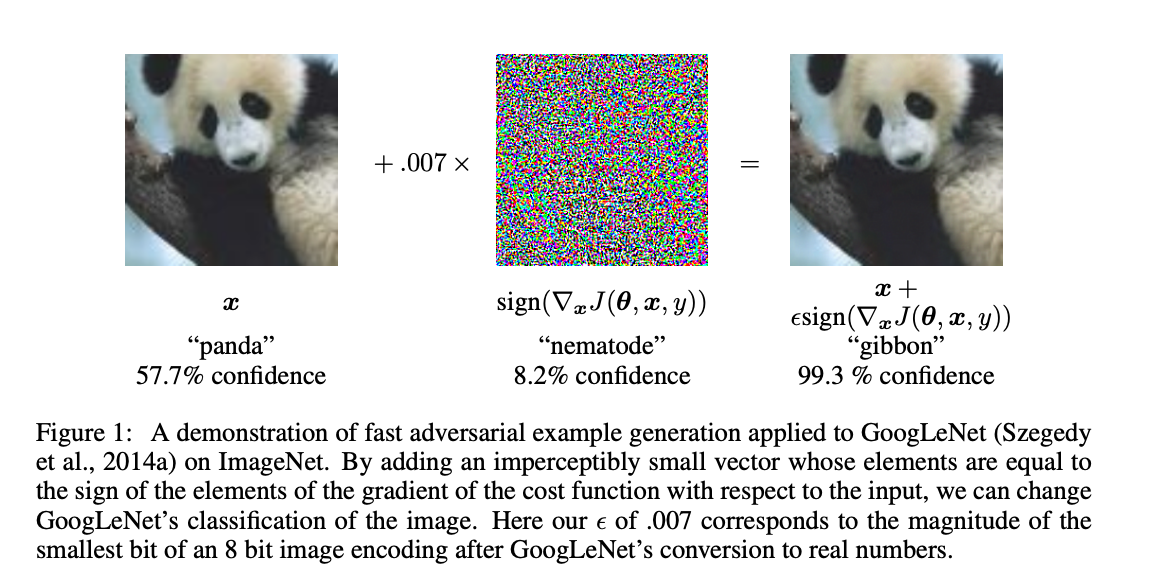 + .007 ×
=
x
sign(∇ₓJ(θ, x, y))
x +
ϵsign(∇ₓJ(θ, x, y))
“panda”
“nematode”
“gibbon”
57.7% confidence
8.2% confidence
99.3 % confidence
Figure 1: A demonstration of fast adversarial example generation applied to GoogLeNet (Szegedy
et al., 2014a) on ImageNet. By adding an imperceptibly small vector whose elements are equal to
the sign of the elements of the gradient of the cost function with respect to the input, we can change
GoogLeNet’s classification of the image. Here our ϵ of .007 corresponds to the magnitude of the
smallest bit of an 8 bit image encoding after GoogLeNet’s conversion to real numbers.